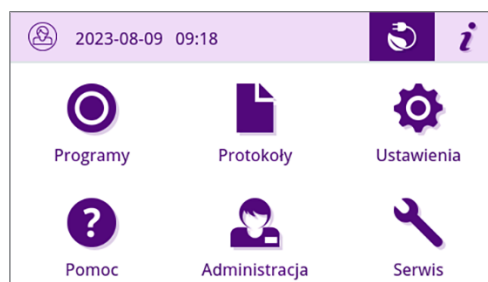 2023-08-09 09:18 i
Programy Protokoły Ustawienia
?
Pomoc Administracja Serwis